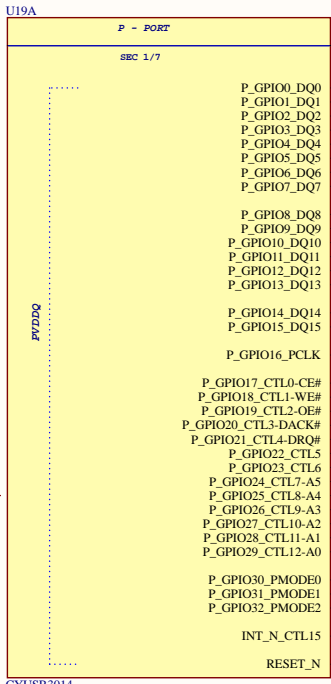 U19A
P - PORT
SEC 1/7
P_GPIO0_DQ0
P_GPIO1_DQ1
P_GPIO2_DQ2
P_GPIO3_DQ3
P_GPIO4_DQ4
P_GPIO5_DQ5
P_GPIO6_DQ6
P_GPIO7_DQ7
P_GPIO8_DQ8
P_GPIO9_DQ9
P_GPIO10_DQ10
P_GPIO11_DQ11
P_GPIO12_DQ12
P_GPIO13_DQ13
P_GPIO14_DQ14
P_GPIO15_DQ15
PVDDQ
P_GPIO16_PCLK
P_GPIO17_CTL0-CE#
P_GPIO18_CTL1-WE#
P_GPIO19_CTL2-OE#
P_GPIO20_CTL3-DACK#
P_GPIO21_CTL4-DRQ#
P_GPIO22_CTL5
P_GPIO23_CTL6
P_GPIO24_CTL7-A5
P_GPIO25_CTL8-A4
P_GPIO26_CTL9-A3
P_GPIO27_CTL10-A2
P_GPIO28_CTL11-A1
P_GPIO29_CTL12-A0
P_GPIO30_PMODE0
P_GPIO31_PMODE1
P_GPIO32_PMODE2
INT_N_CTL15
RESET_N
CYUSB3014